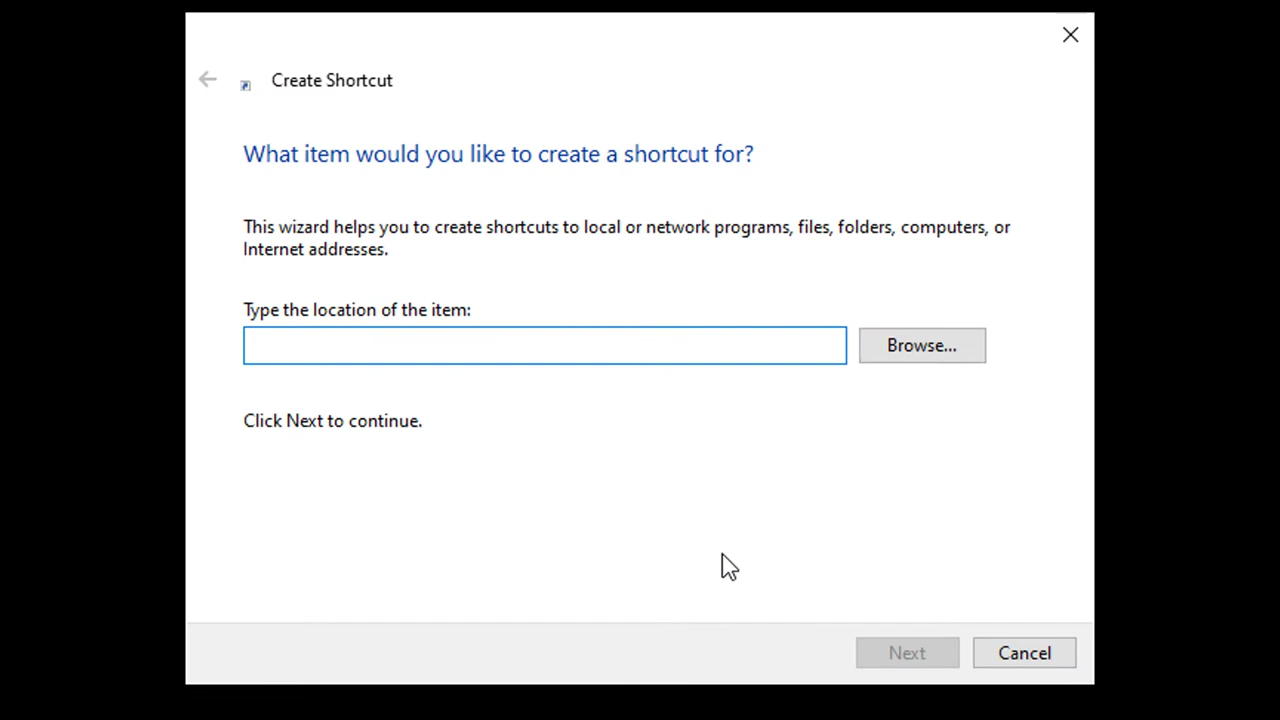 Create Shortcut
What item would you like to create a shortcut for?
This wizard helps you to create shortcuts to local or network programs, files, folders, computers, or
Internet addresses.
Type the location of the item:
Browse...
Click Next to continue.
Next
Cancel